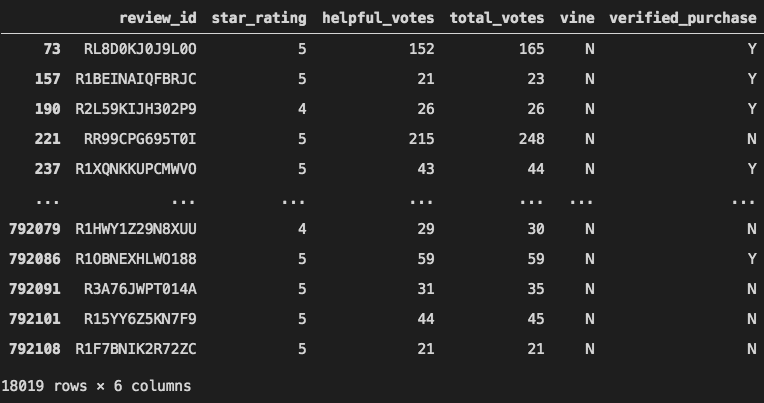 review_id star_rating helpful_votes total_votes vine verified_purchase
73 RL8D0KJ0J9L0O 5 152 165 N Y
157 R1BEINAIQFBRJC 5 21 23 N Y
190 R2L59KIJH302P9 4 26 26 N Y
221 RR99CPG695T0I 5 215 248 N N
237 R1XQNKKUPCMWVO 5 43 44 N Y
... ... ... ... ... ... ...
792079 R1HWY1Z29N8XUU 4 29 30 N N
792086 R1OBNEXHLWO188 5 59 59 N Y
792091 R3A76JWPT014A 5 31 35 N N
792101 R15YY6Z5KN7F9 5 44 45 N N
792108 R1F7BNIK2R72ZC 5 21 21 N N
18019 rows × 6 columns